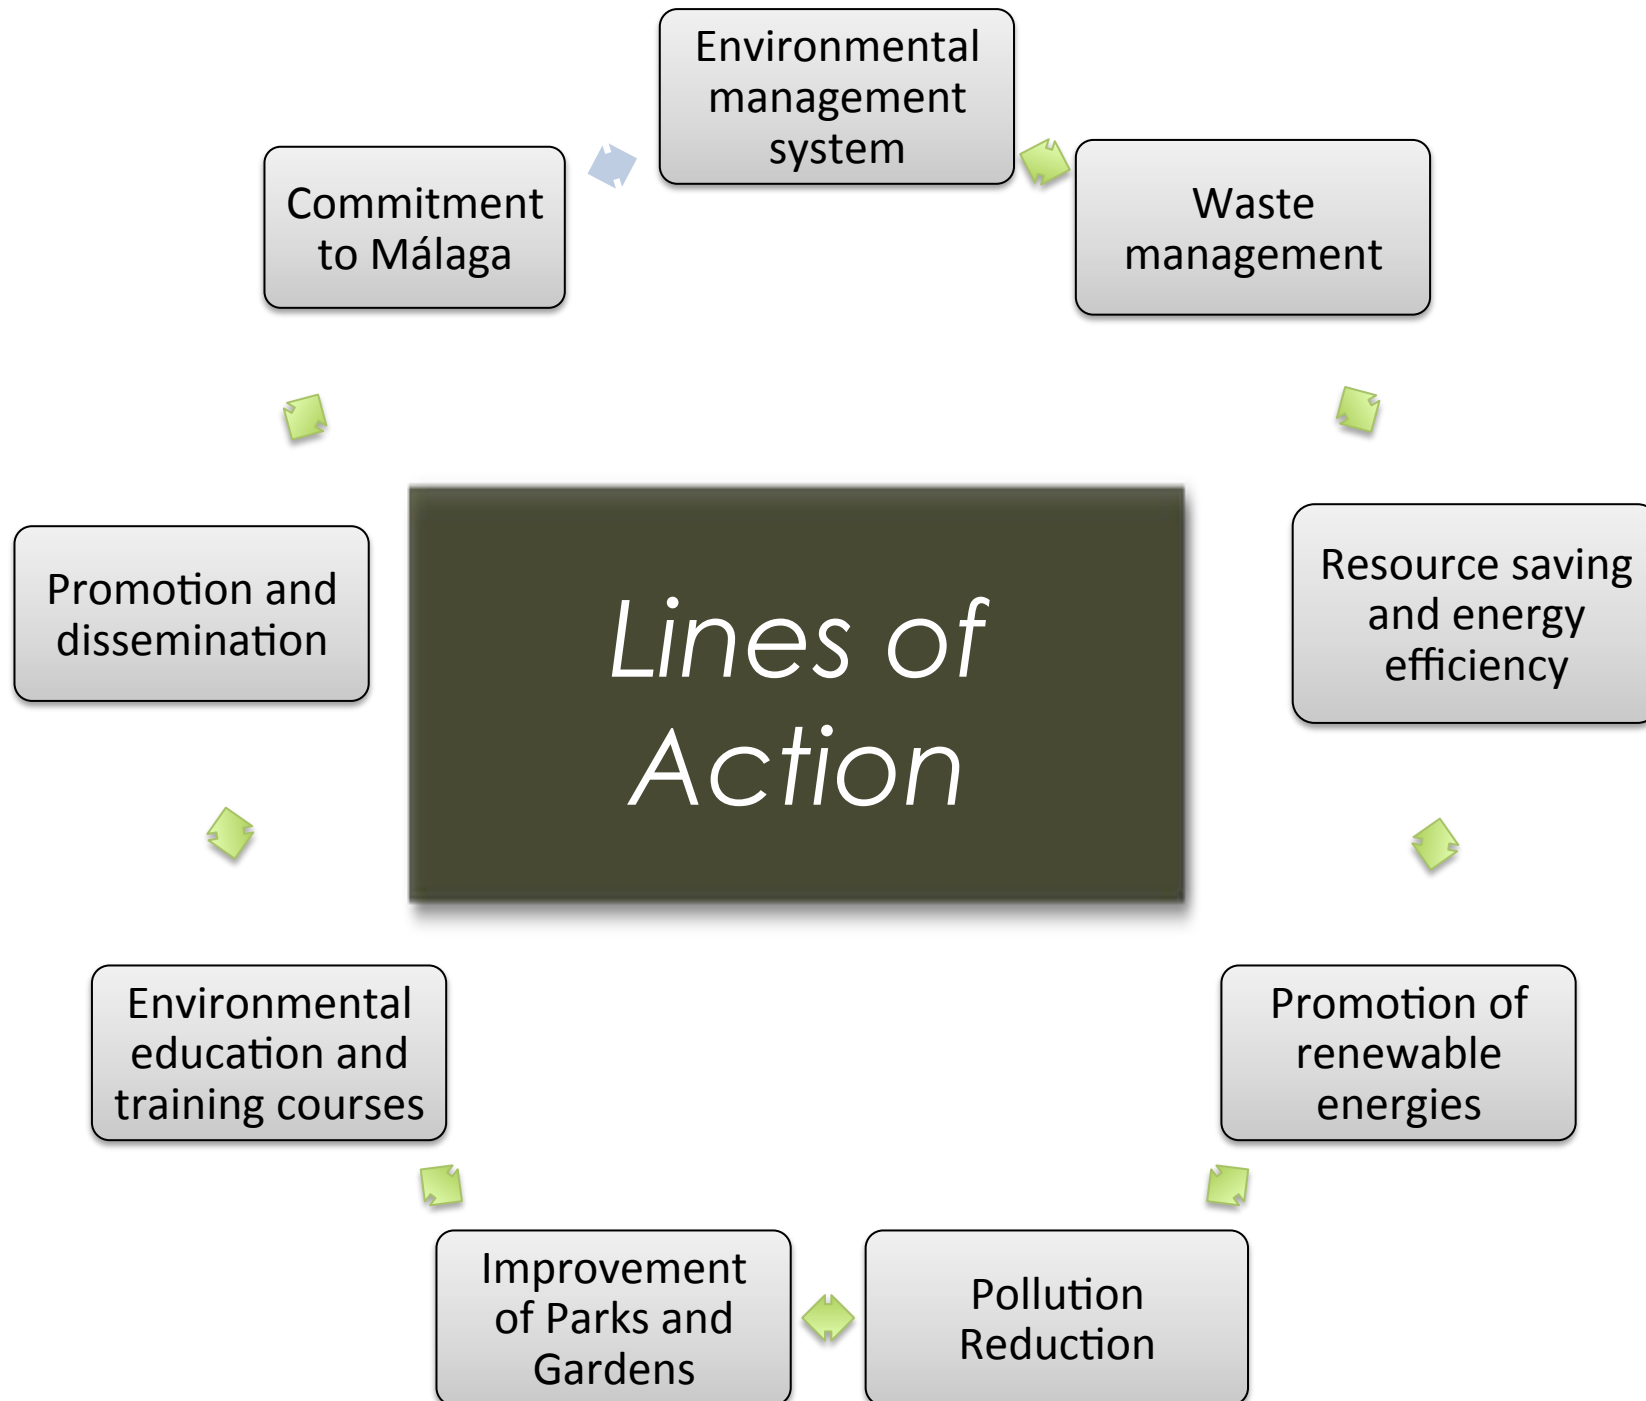 Environmental
management
system
Waste
management
Resource saving
and energy
efficiency
Promotion of
renewable
energies
Pollution
Reduction
Improvement
of Parks and
Gardens
Environmental
education and
training courses
Promotion and
dissemination
Commitment
to Málaga
Lines of
Action